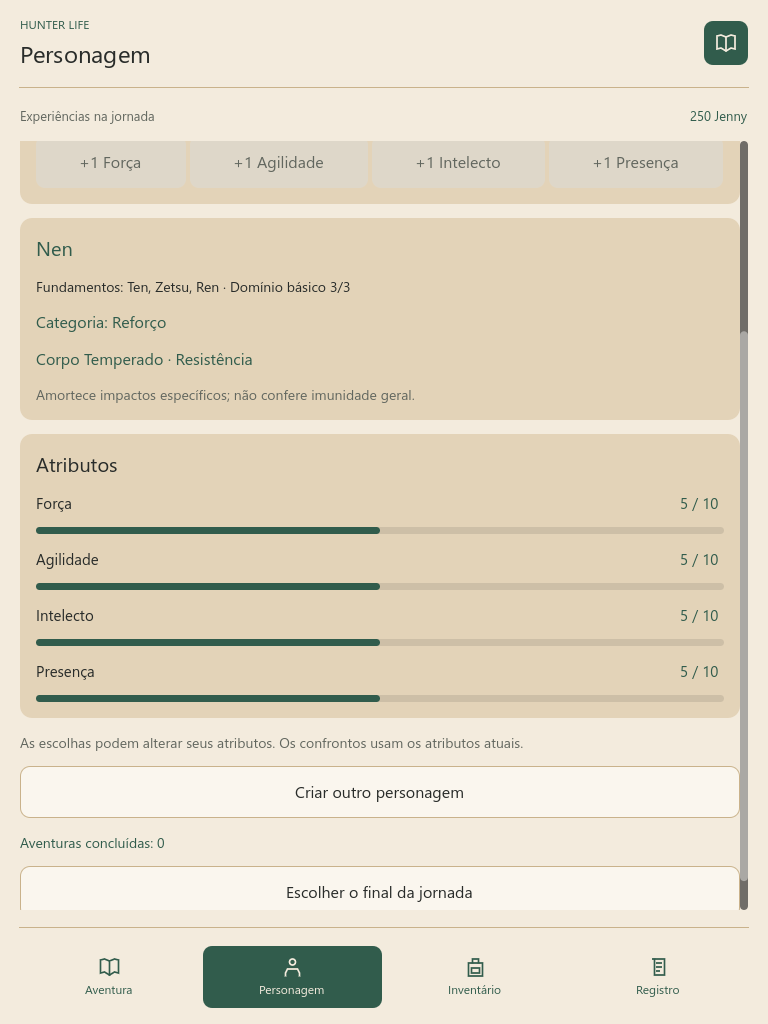 HUNTER LIFE
Personagem
Experiências na jornada
250 Jenny
+1 Força
+1 Agilidade
+1 Intelecto
+1 Presença
Nen
Fundamentos: Ten, Zetsu, Ren · Domínio básico 3/3
Categoria: Reforço
Corpo Temperado · Resistência
Amortece impactos específicos; não confere imunidade geral.
Atributos
Força
5 / 10
Agilidade
5 / 10
Intelecto
5 / 10
Presença
5 / 10
As escolhas podem alterar seus atributos. Os confrontos usam os atributos atuais.
Criar outro personagem
Aventuras concluídas: 0
Escolher o final da jornada
Aventura
Personagem
Inventário
Registro